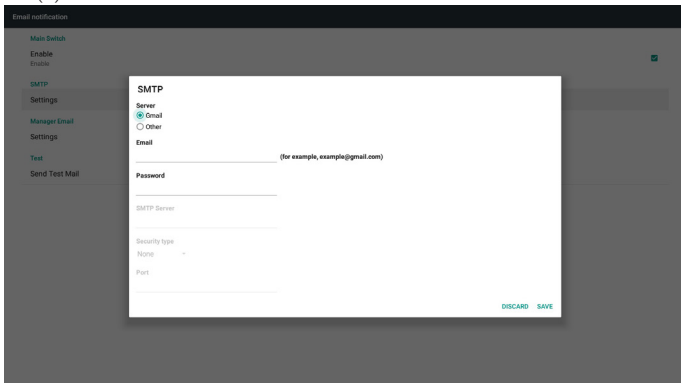 Email notification
Main Switch
Enable
Enable
SMTP
Settings
Manager Email
Settings
Test
Send Test Mail
SMTP
Server
Gmail
Other
Email
(for example, example@gmail.com)
Password
SMTP Server
Security type
None
Port
DISCARD SAVE